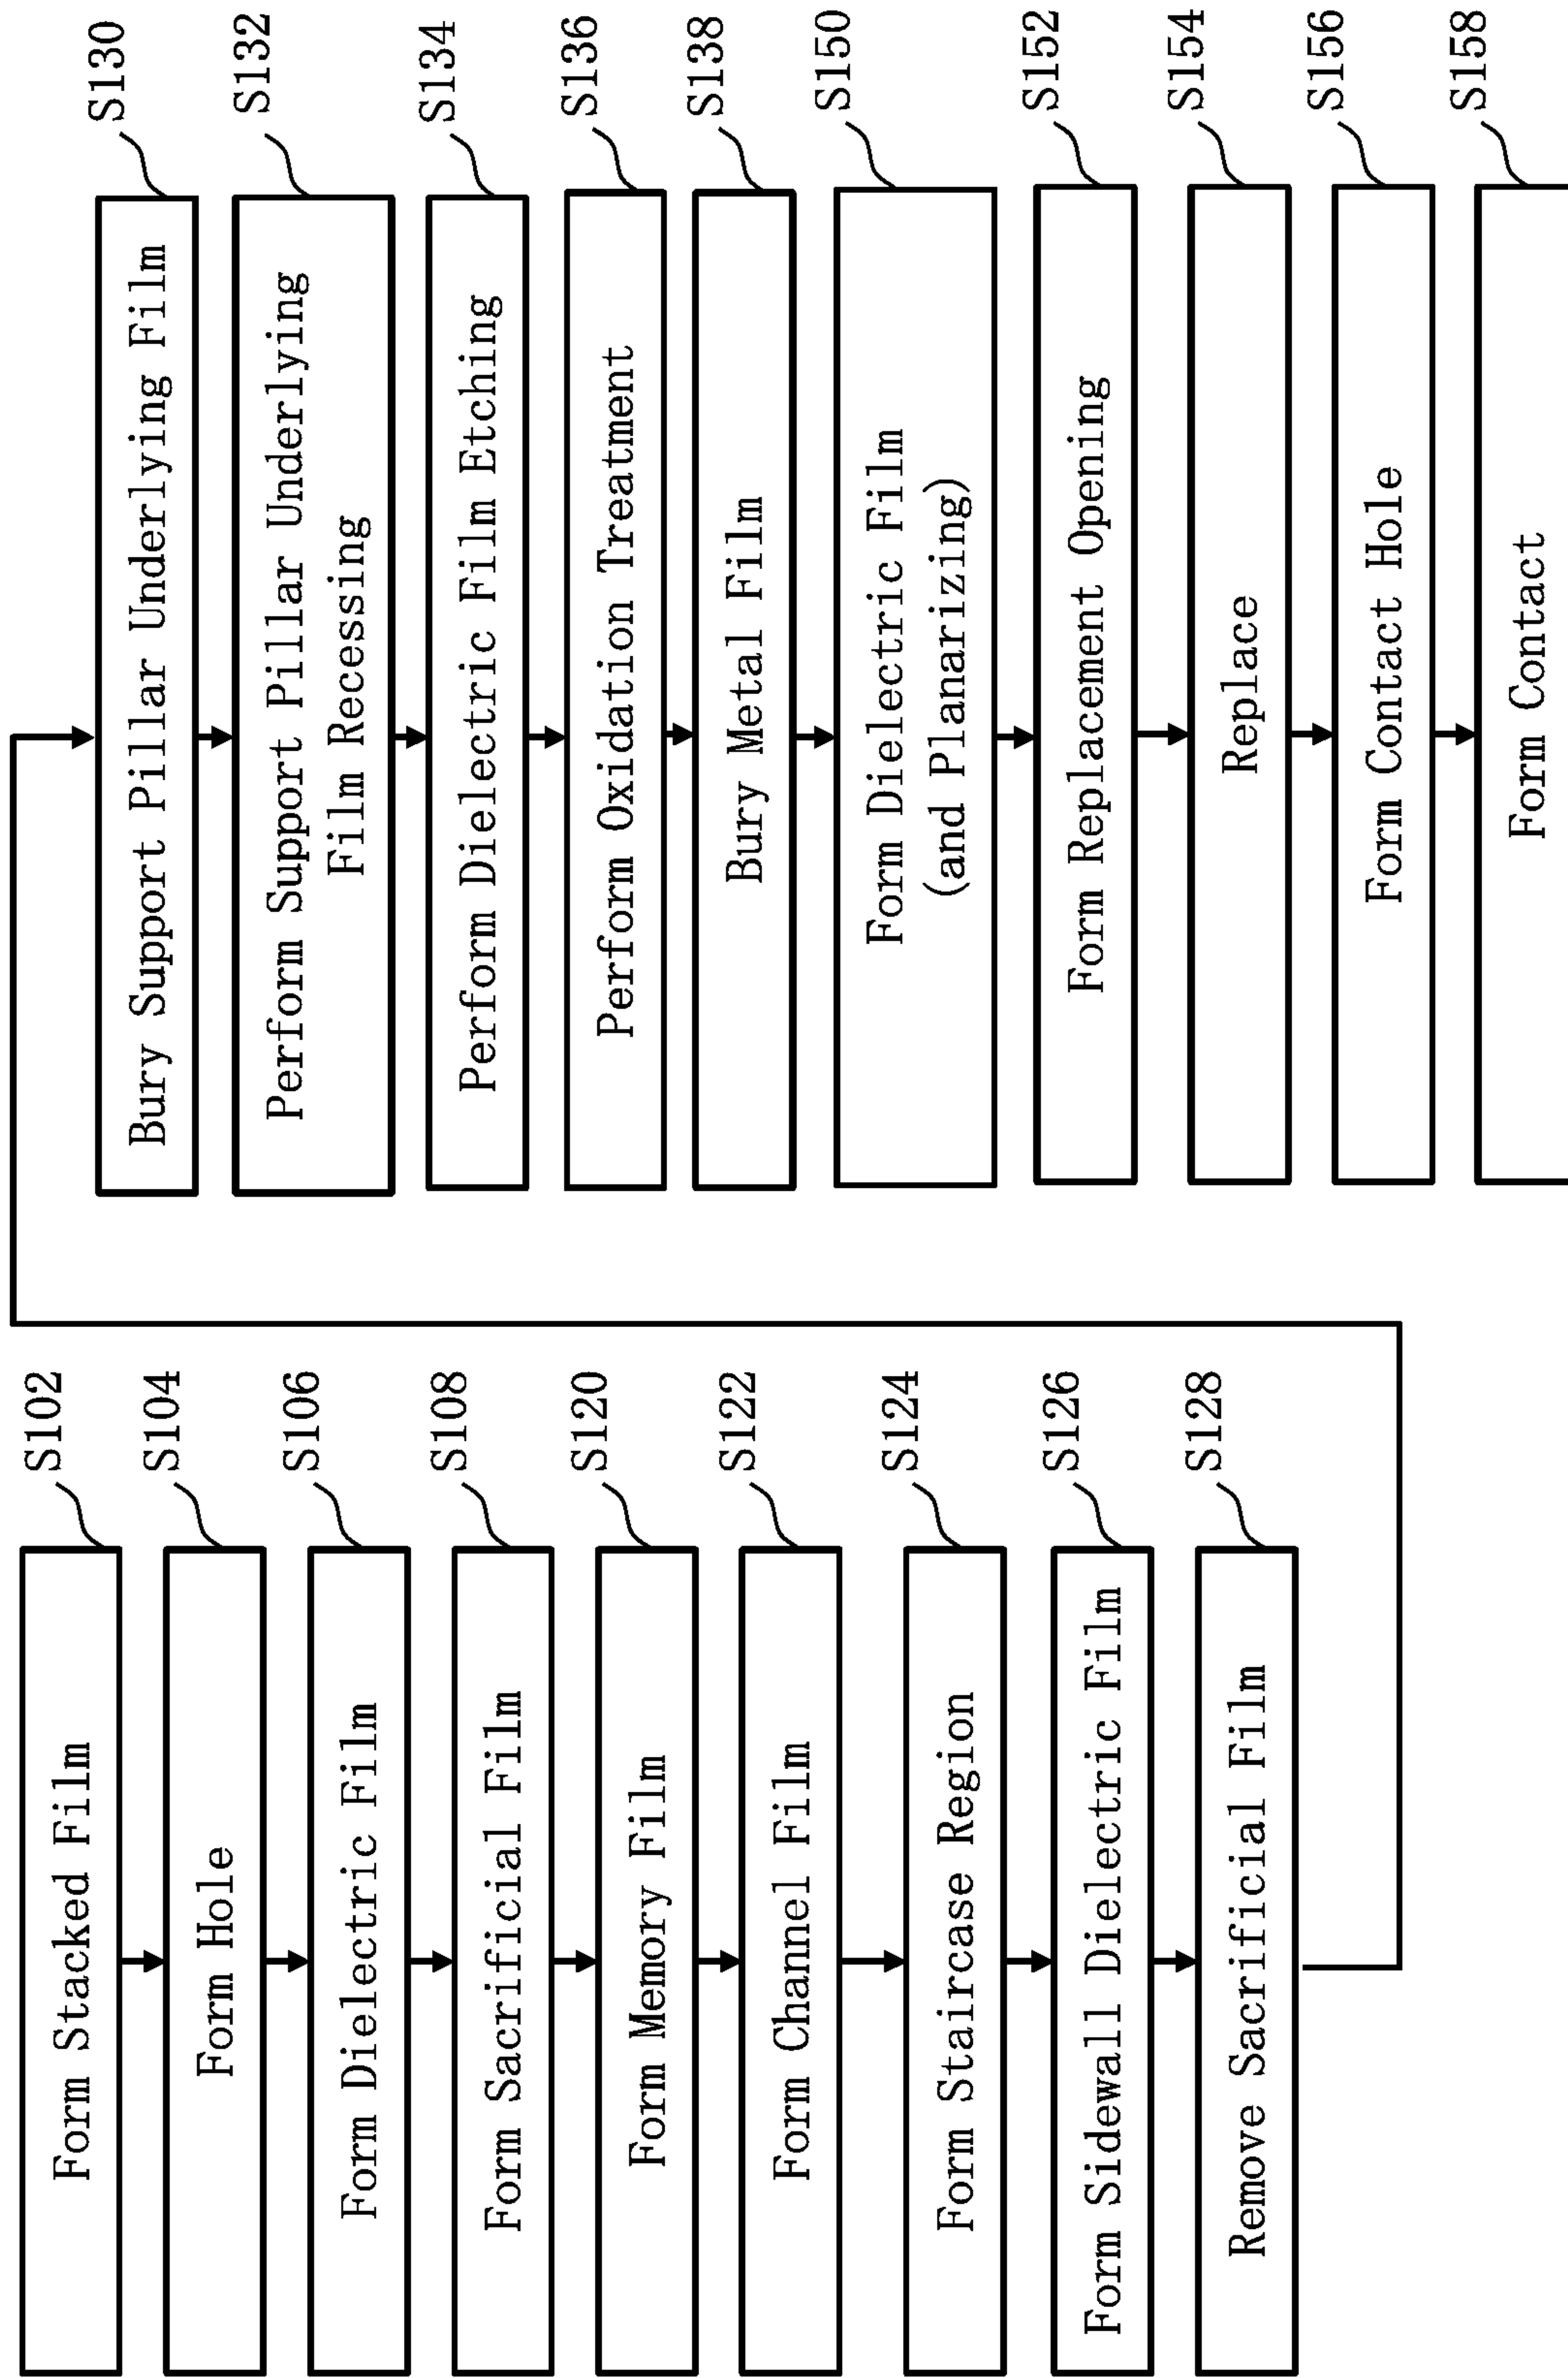 Form Stacked Film
S102
Form Hole
S104
Form Dielectric Film
S106
Form Sacrificial Film
S108
Form Memory Film
S120
Form Channel Film
S122
Form Staircase Region
S124
Form Sidewall Dielectric Film
S126
Remove Sacrificial Film
S128
Bury Support Pillar Underlying Film
S130
Perform Support Pillar Underlying
Film Recessing
S132
Perform Dielectric Film Etching
S134
Perform Oxidation Treatment
S136
Bury Metal Film
S138
Form Dielectric Film
(and Planarizing)
S150
Form Replacement Opening
S152
Replace
S154
Form Contact Hole
S156
Form Contact
S158